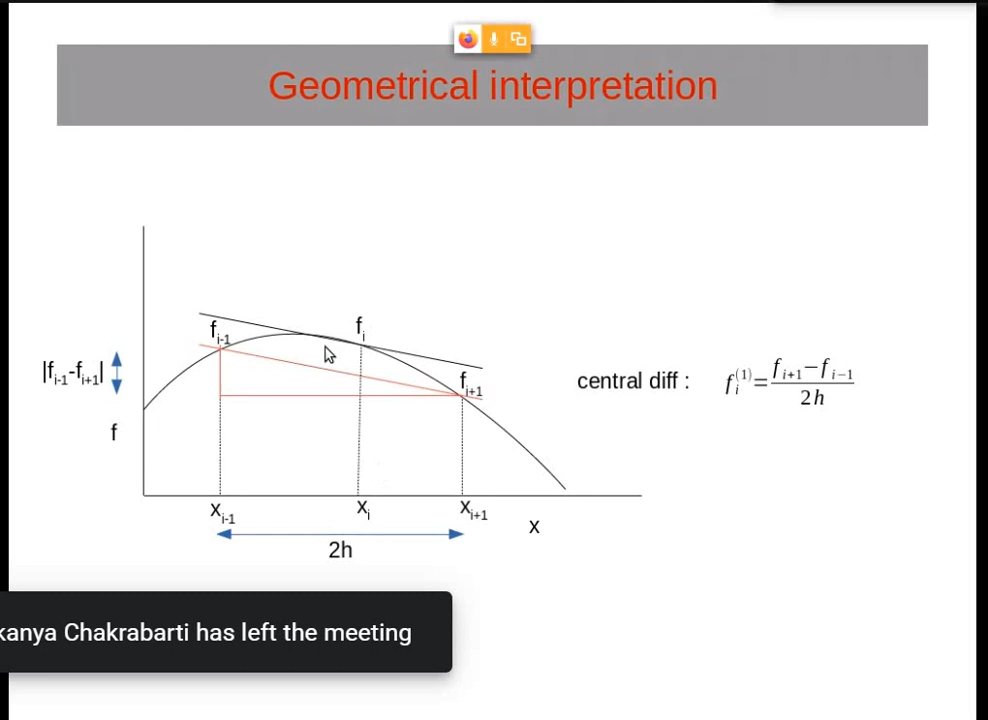 Geometrical interpretation
f_{i-1}
f_i
|f_{i-1}-f_{i+1}|
f_{i+1}
central diff : f_i^{(1)}=\frac{f_{i+1}-f_{i-1}}{2h}
f
x_{i-1}
x_i
x_{i+1}
x
2h
kanya Chakrabarti has left the meeting